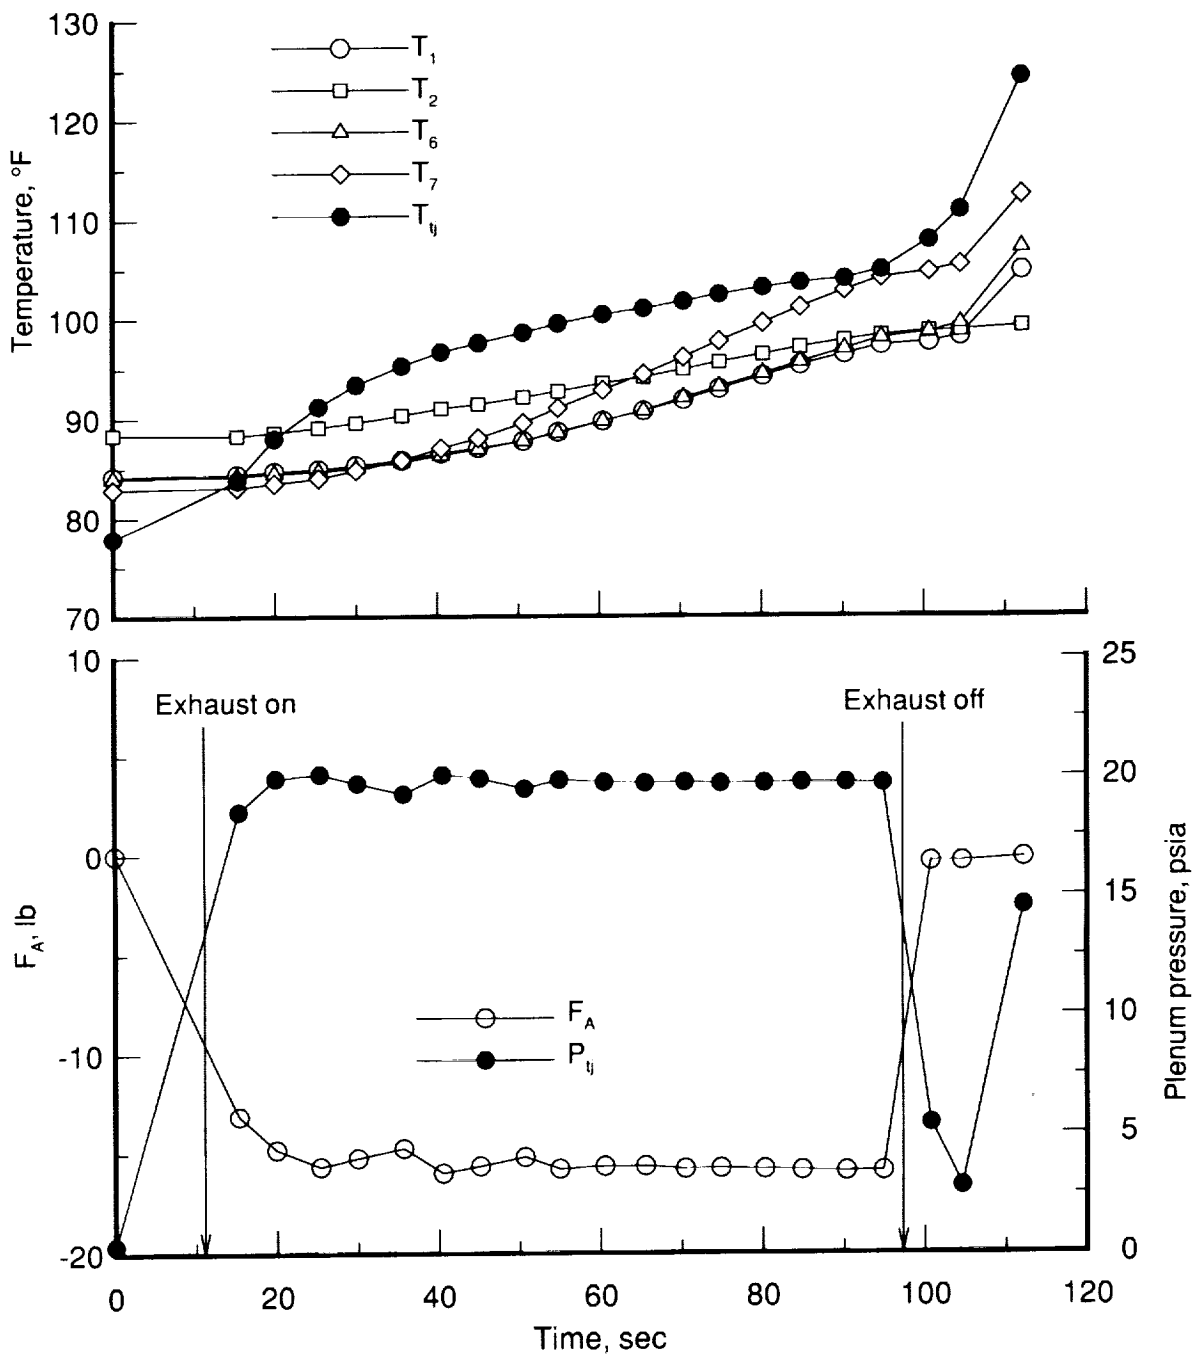 130
120
110
100
90
80
70
Temperature, °F
T1
T2
T6
T7
Ttj
10
0
-10
-20
FA, lb
Exhaust on
Exhaust off
FA
Ptj
25
20
15
10
5
0
Plenum pressure, psia
0 20 40 60 80 100 120
Time, sec